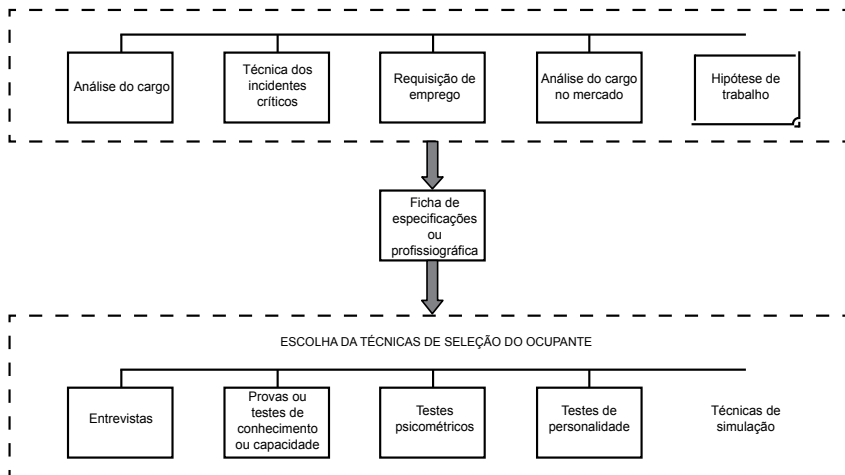 Análise do cargo
Técnica dos
incidentes
críticos
Requisição de
emprego
Análise do cargo
no mercado
Hipótese de
trabalho
Ficha de
especificações
ou
profissiográfica
ESCOLHA DA TÉCNICAS DE SELEÇÃO DO OCUPANTE
Entrevistas
Provas ou
testes de
conhecimento
ou capacidade
Testes
psicométricos
Testes de
personalidade
Técnicas de
simulação